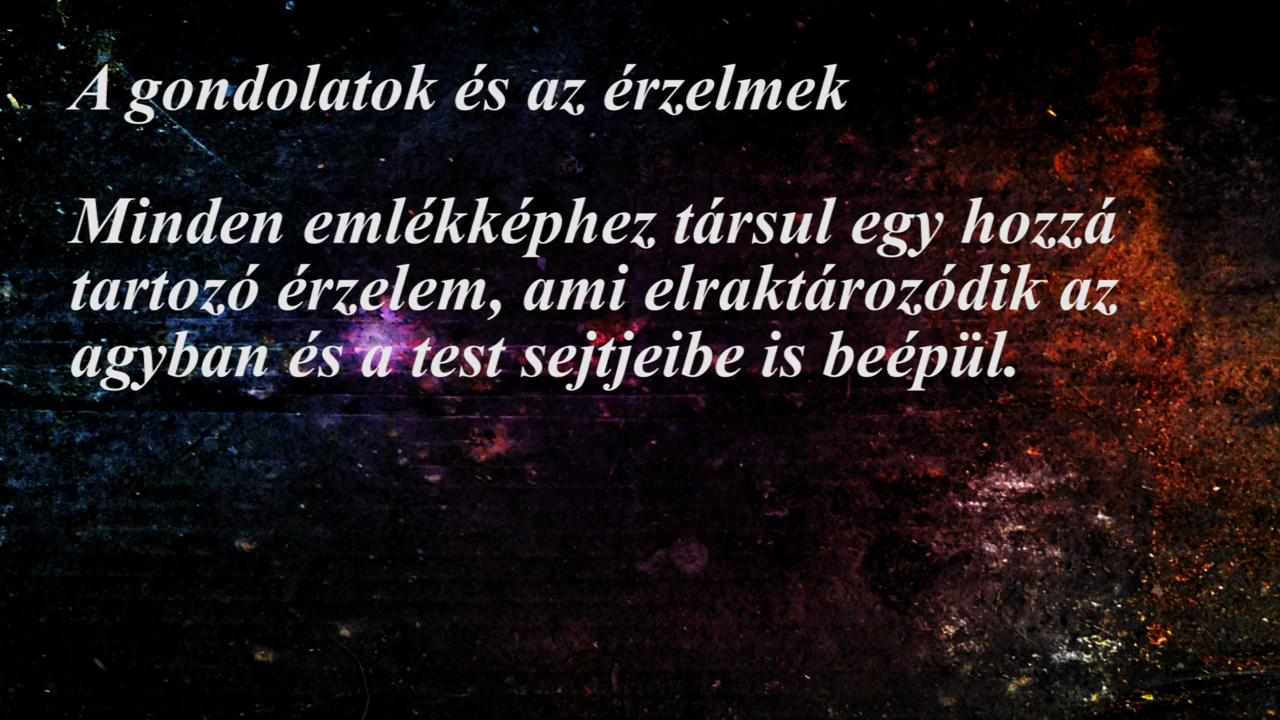 A gondolatok és az érzelmek
Minden emlékképhez társul egy hozzá
tartozó érzelem, ami elraktározódik az
agyban és a test sejtjeibe is beépül.